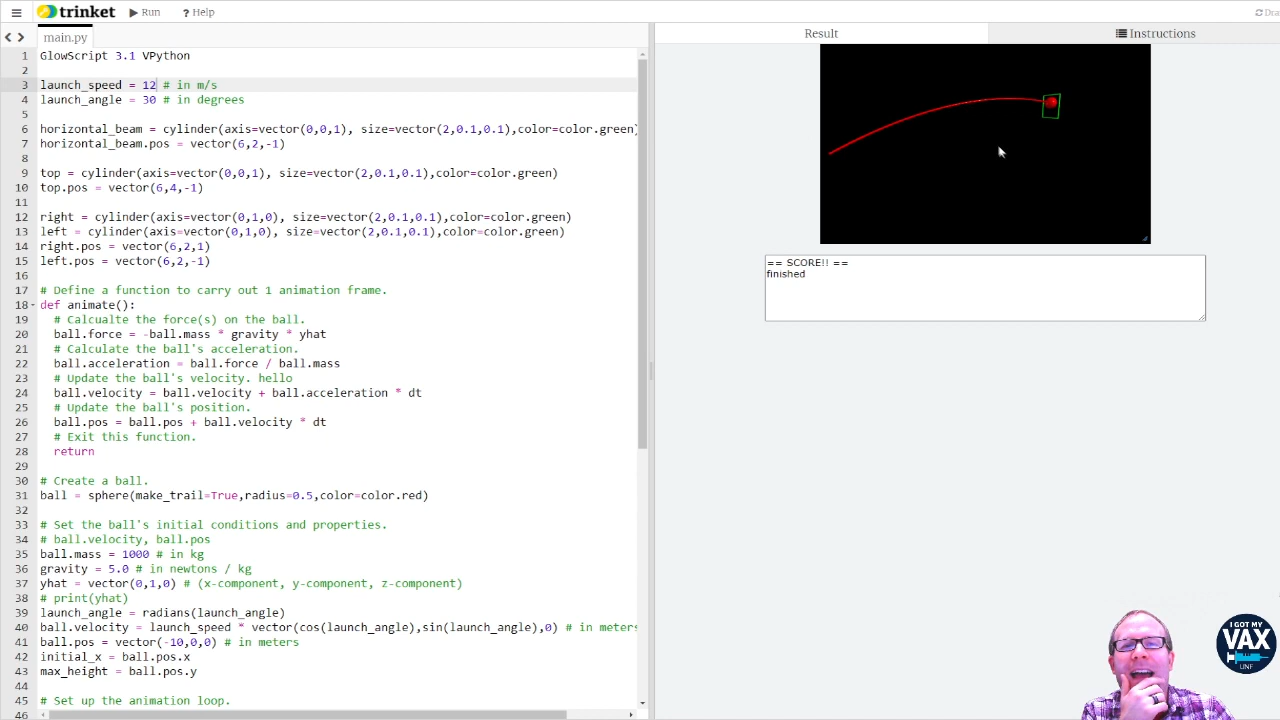 trinket
Run
Help
Dra
main.py
Result
Instructions
1 GlowScript 3.1 VPython
2
3 launch_speed = 12 # in m/s
4 launch_angle = 30 # in degrees
5
6 horizontal_beam = cylinder(axis=vector(0,0,1), size=vector(2,0.1,0.1),color=color.green)
7 horizontal_beam.pos = vector(6,2,-1)
8
9 top = cylinder(axis=vector(0,0,1), size=vector(2,0.1,0.1),color=color.green)
10 top.pos = vector(6,4,-1)
11
12 right = cylinder(axis=vector(0,1,0), size=vector(2,0.1,0.1),color=color.green)
13 left = cylinder(axis=vector(0,1,0), size=vector(2,0.1,0.1),color=color.green)
14 right.pos = vector(6,2,1)
15 left.pos = vector(6,2,-1)
16
17 # Define a function to carry out 1 animation frame.
18 def animate():
19 # Calcualte the force(s) on the ball.
20 ball.force = -ball.mass * gravity * yhat
21 # Calculate the ball's acceleration.
22 ball.acceleration = ball.force / ball.mass
23 # Update the ball's velocity. hello
24 ball.velocity = ball.velocity + ball.acceleration * dt
25 # Update the ball's position.
26 ball.pos = ball.pos + ball.velocity * dt
27 # Exit this function.
28 return
29
30 # Create a ball.
31 ball = sphere(make_trail=True,radius=0.5,color=color.red)
32
33 # Set the ball's initial conditions and properties.
34 # ball.velocity, ball.pos
35 ball.mass = 1000 # in kg
36 gravity = 5.0 # in newtons / kg
37 yhat = vector(0,1,0) # (x-component, y-component, z-component)
38 # print(yhat)
39 launch_angle = radians(launch_angle)
40 ball.velocity = launch_speed * vector(cos(launch_angle),sin(launch_angle),0) # in meters
41 ball.pos = vector(-10,0,0) # in meters
42 initial_x = ball.pos.x
43 max_height = ball.pos.y
44
45 # Set up the animation loop.
46
== SCORE!! ==
finished
I GOT MY
VAX
UNF